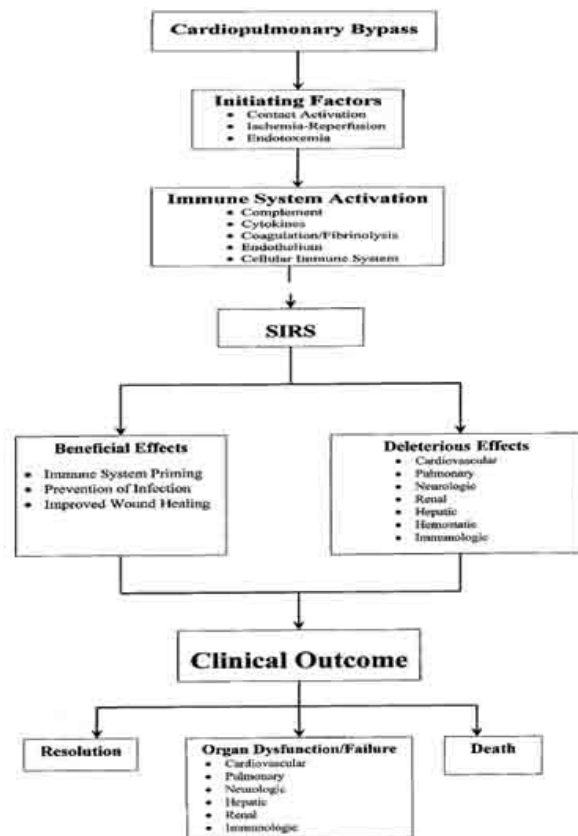 Cardiopulmonary Bypass
Initiating Factors
• Contact Activation
• Ischemia-Reperfusion
• Endotoxemia
Immune System Activation
• Complement
• Cytokines
• Coagulation/Fibrinolysis
• Endothelium
• Cellular Immune System
SIRS
Beneficial Effects
• Immune System Priming
• Prevention of Infection
• Improved Wound Healing
Deleterious Effects
• Cardiovascular
• Pulmonary
• Neurologic
• Renal
• Hepatic
• Hemostatic
• Immunologic
Clinical Outcome
Resolution
Organ Dysfunction/Failure
• Cardiovascular
• Pulmonary
• Neurologic
• Hepatic
• Renal
• Immunologic
Death